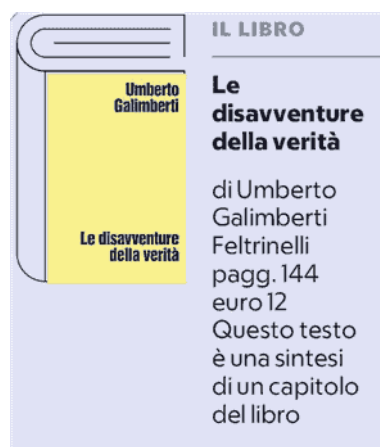 Umberto
Galimberti
Le disavventure
della verità
IL LIBRO
Le
disavventure
della verità
di Umberto
Galimberti
Feltrinelli
pagg. 144
euro 12
Questo testo
è una sintesi
di un capitolo
del libro